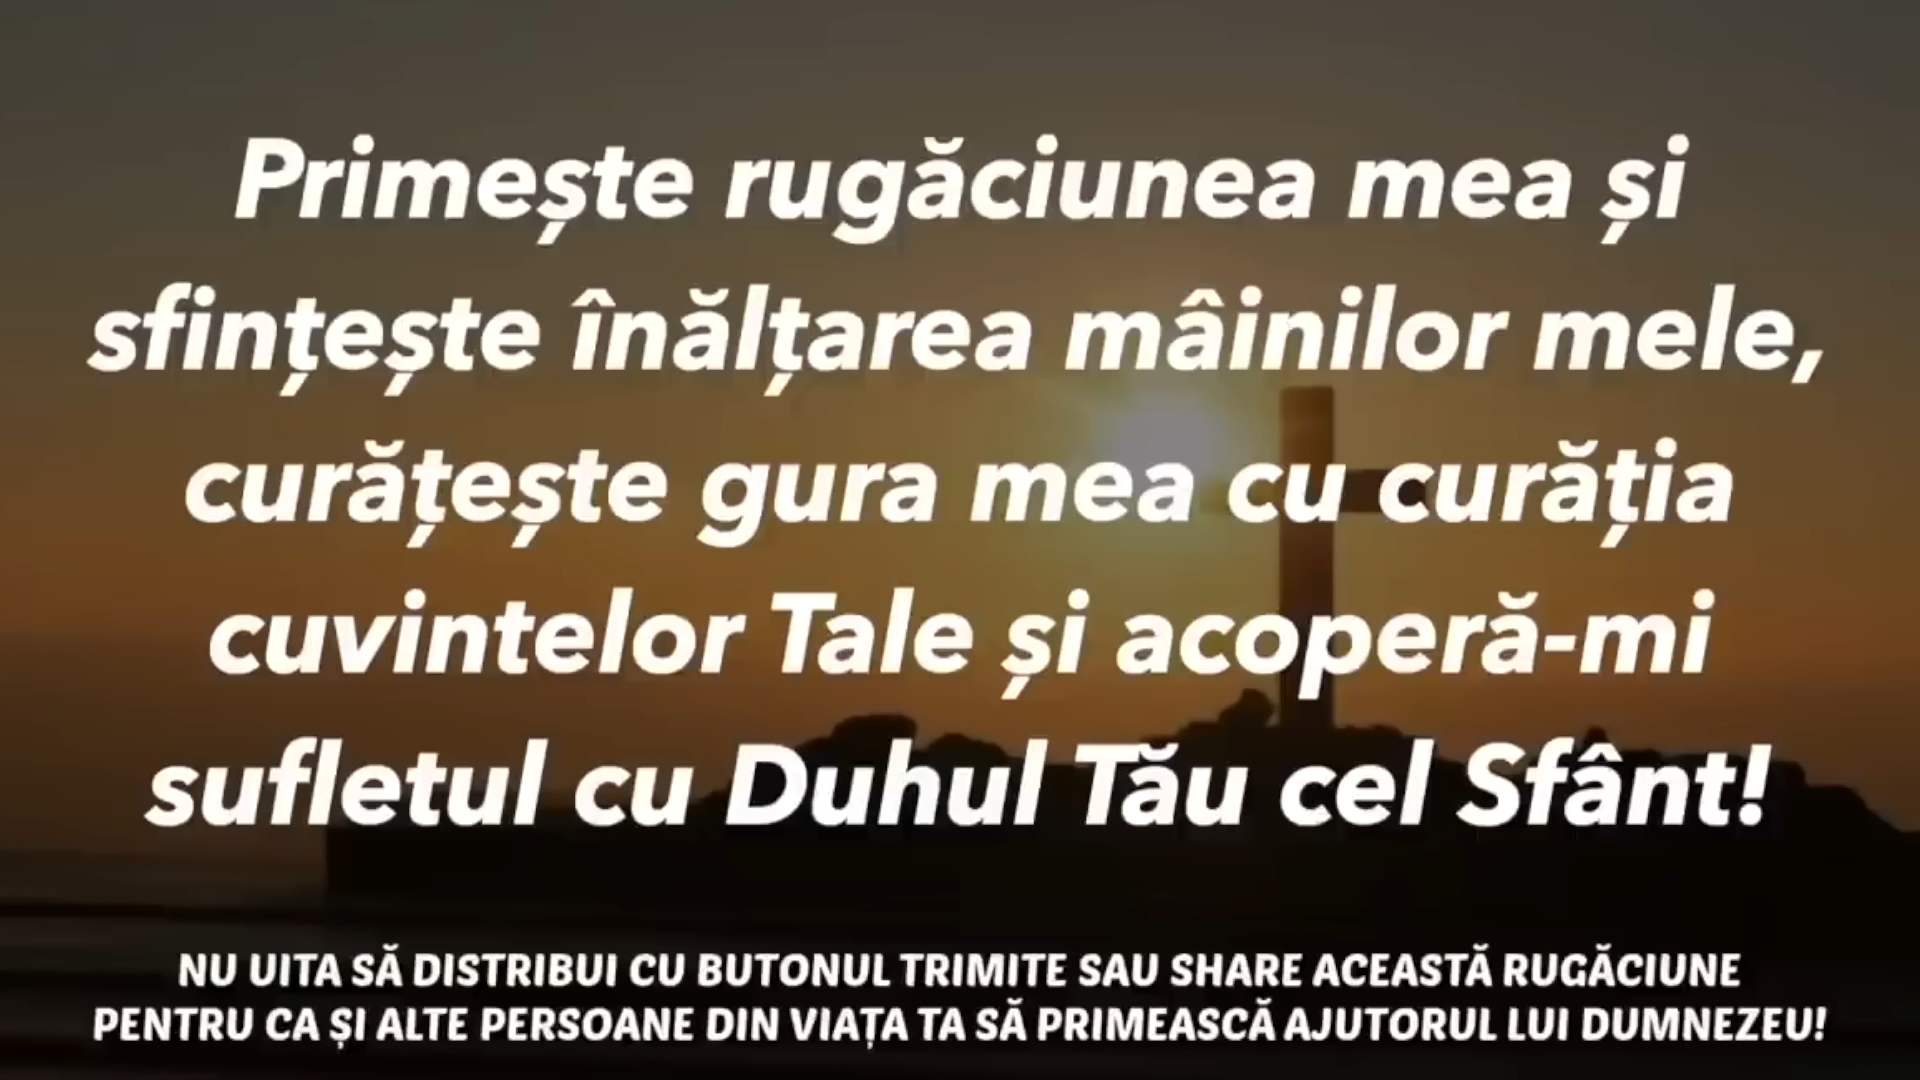 Primește rugăciunea mea și
sfințește înălțarea mâinilor mele,
curățește gura mea cu curăția
cuvintelor Tale și acoperă-mi
sufletul cu Duhul Tău cel Sfânt!
NU UITA SĂ DISTRIBUI CU BUTONUL TRIMITE SAU SHARE ACEASTĂ RUGĂCIUNE
PENTRU CA ȘI ALTE PERSOANE DIN VIAȚA TA SĂ PRIMEASCĂ AJUTORUL LUI DUMNEZEU!